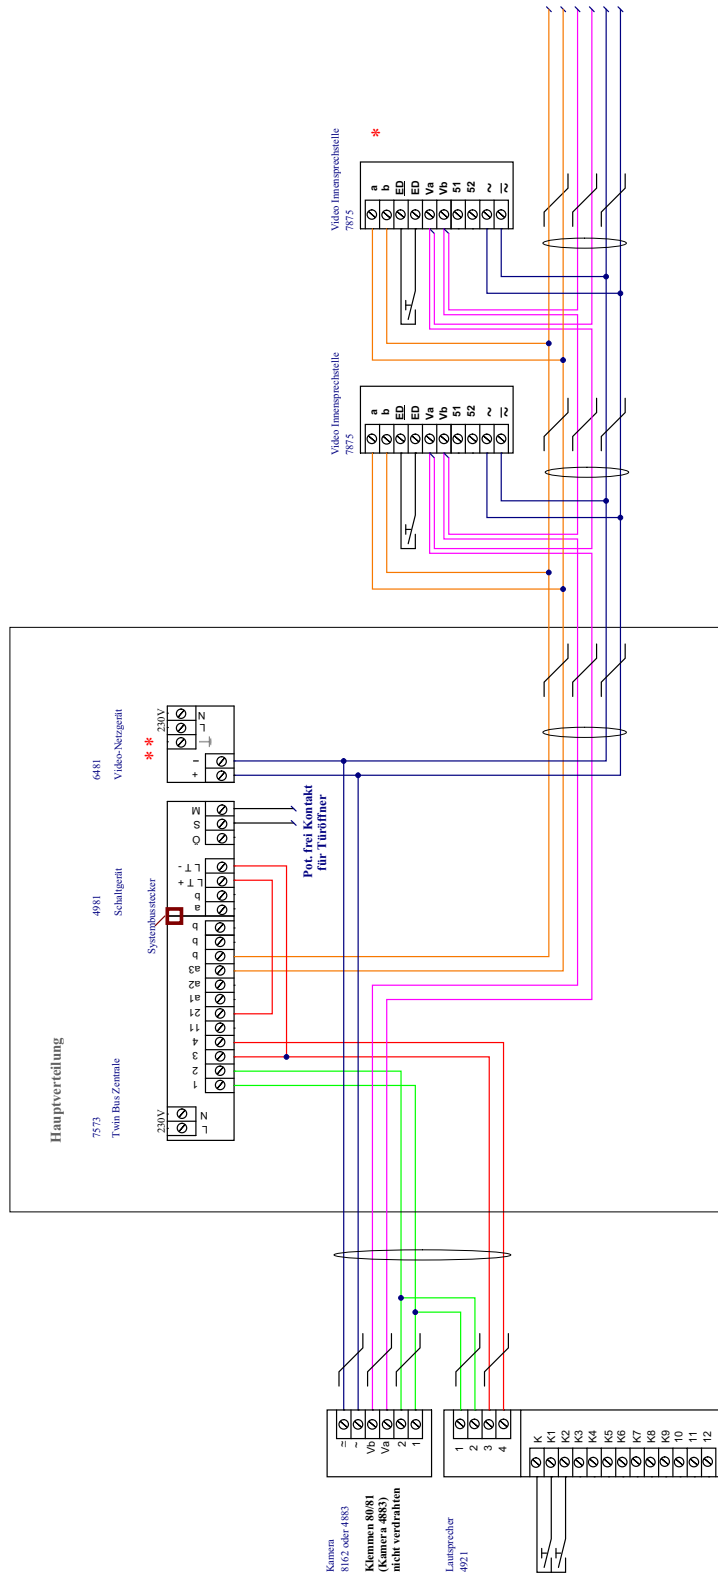 Video Innensprechstelle
7875
*
a
b
ED
ED
Va
Vb
51
52
~
|~
Video Innensprechstelle
7875
a
b
ED
ED
Va
Vb
51
52
~
|~
Hauptverteilung
6481
Video-Netzgerät
**
230V
N
L
-
+
4981
Schaltgerät
Systembusstecker
M
S
Ö
LT -
LT +
b
a
Pot. frei Kontakt
für Türöffner
7573
Twin Bus Zentrale
b
b
b
a3
a2
a1
21
11
4
3
2
1
230V
N
L
Kamera
8162 oder 4883
Klemmen 80/81
(Kamera 4883)
nicht verdrahten
~
Vb
Va
2
1
Lautsprecher
4921
1
2
3
4
K
K1
K2
K3
K4
K5
K6
K7
K8
K9
10
11
12